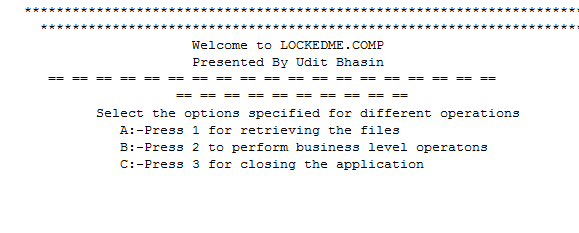 **********************************************************************
*******************************************************************
Welcome to LOCKEDME.COMP
Presented By Udit Bhasin
== == == == == == == == == == == == == == == == == == ==
== == == == == == == == == ==
Select the options specified for different operations
A:-Press 1 for retrieving the files
B:-Press 2 to perform business level operatons
C:-Press 3 for closing the application